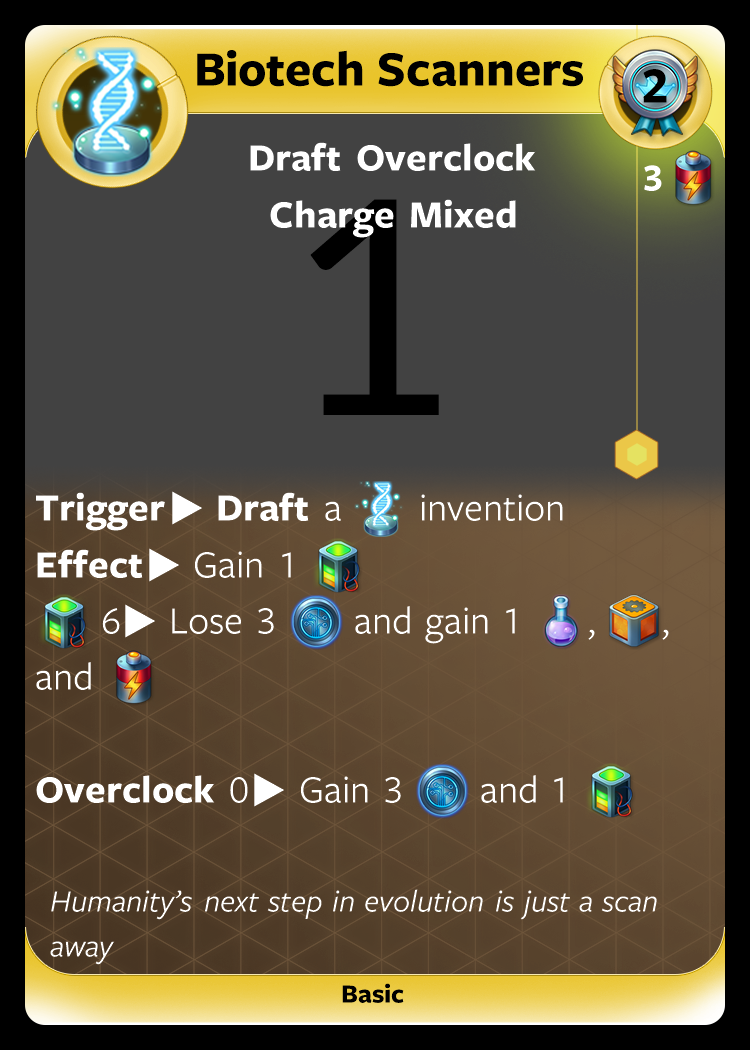 Biotech Scanners
2
Draft Overclock
3
Charge Mixed
1
Trigger▶ Draft a invention
Effect▶ Gain 1
6▶ Lose 3 and gain 1 , ,
and
Overclock 0▶ Gain 3 and 1
Humanity’s next step in evolution is just a scan
away
Basic